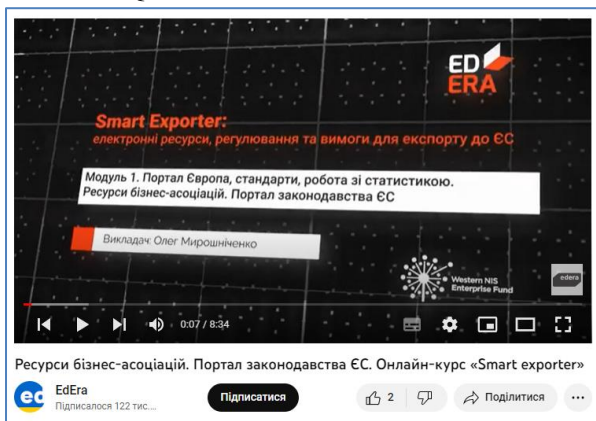 ED
ERA
Smart Exporter:
електронні ресурси, регулювання та вимоги для експорту до ЄС
Модуль 1. Портал Європа, стандарти, робота зі статистикою.
Ресурси бізнес-асоціацій. Портал законодавства ЄС
Викладач: Олег Мирошніченко
Western NIS
Enterprise Fund
edera
0:07 / 8:34
Ресурси бізнес-асоціацій. Портал законодавства ЄС. Онлайн-курс «Smart exporter»
ed
EdEra
Підписалося 122 тис....
Підписатися
2
Поділитися